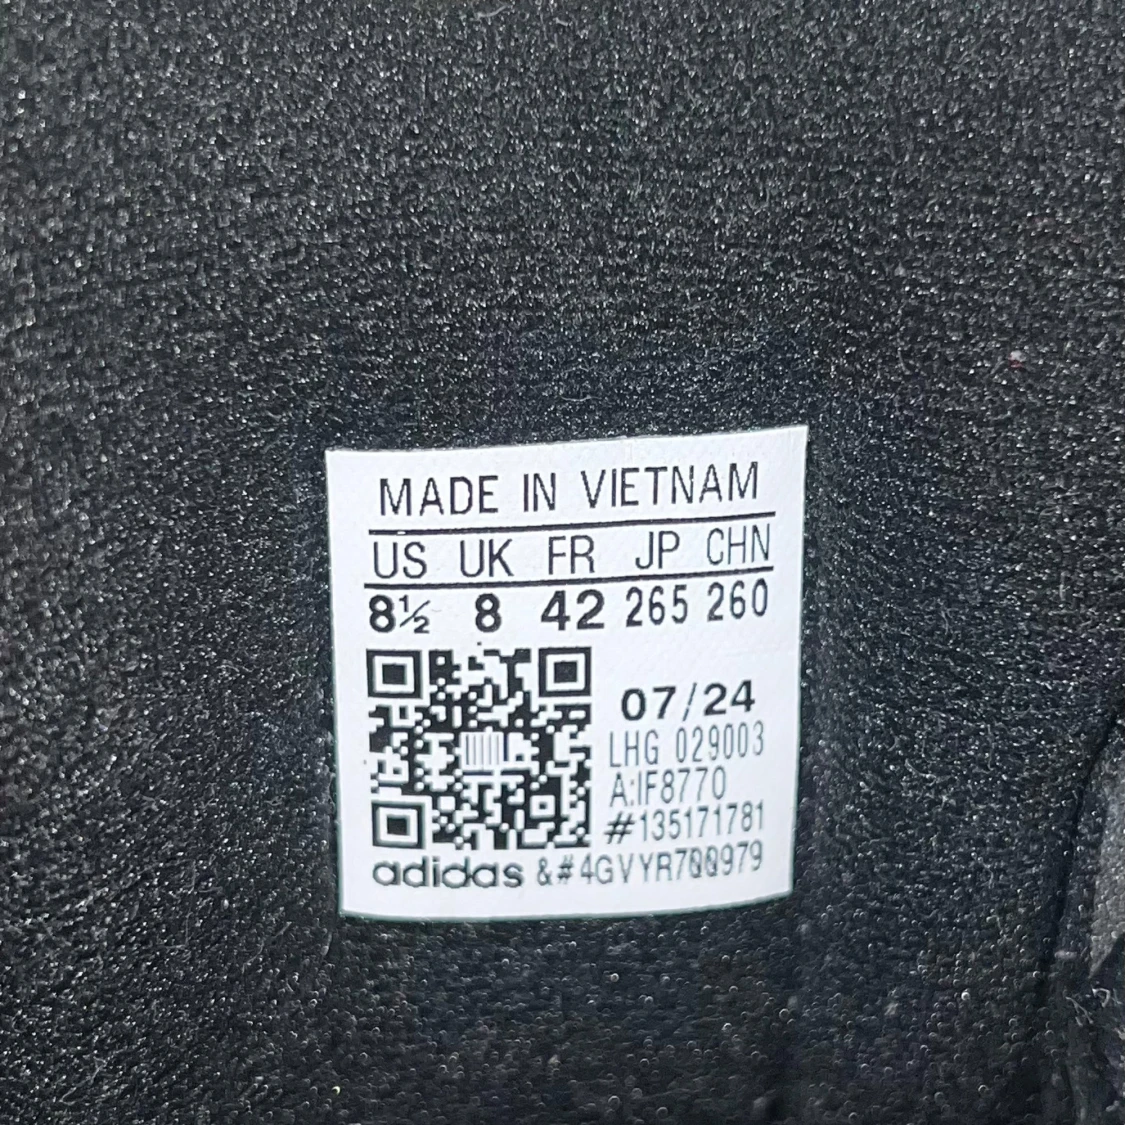 MADE IN VIETNAM
US UK FR JP CHN
8½ 8 42 265 260
07/24
LHG 029003
A:IF8770
#135171781
adidas &#4GVYR700979